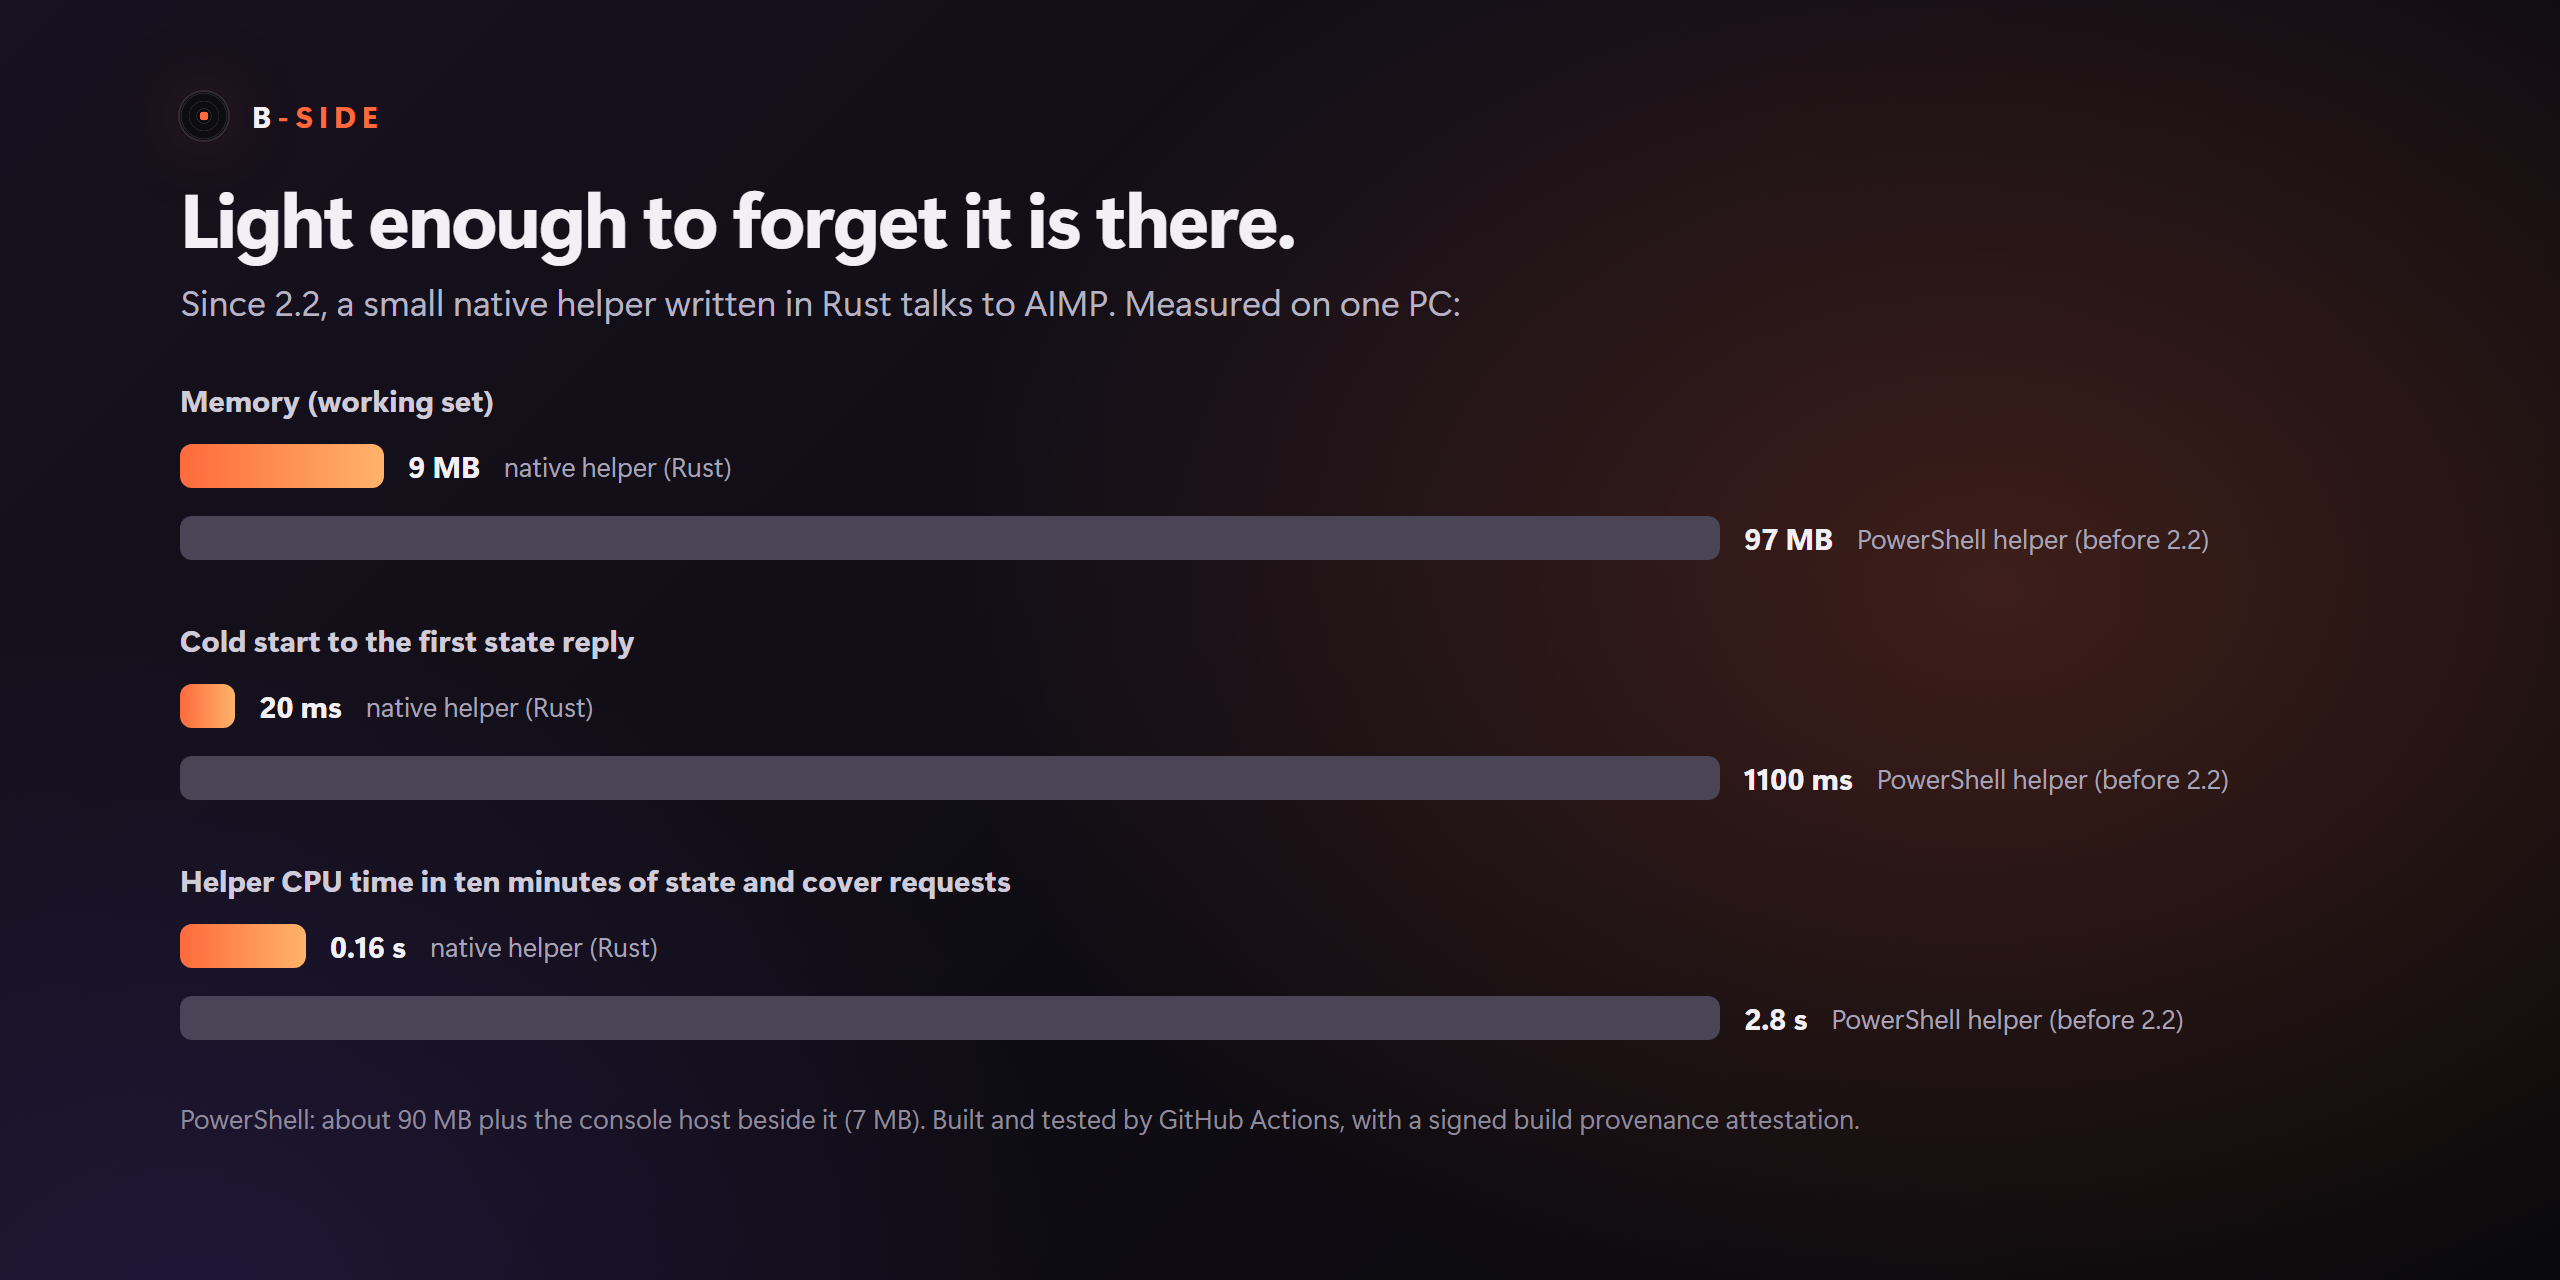 B-SIDE
Light enough to forget it is there.
Since 2.2, a small native helper written in Rust talks to AIMP. Measured on one PC:
Memory (working set)
9 MB native helper (Rust)
97 MB PowerShell helper (before 2.2)
Cold start to the first state reply
20 ms native helper (Rust)
1100 ms PowerShell helper (before 2.2)
Helper CPU time in ten minutes of state and cover requests
0.16 s native helper (Rust)
2.8 s PowerShell helper (before 2.2)
PowerShell: about 90 MB plus the console host beside it (7 MB). Built and tested by GitHub Actions, with a signed build provenance attestation.